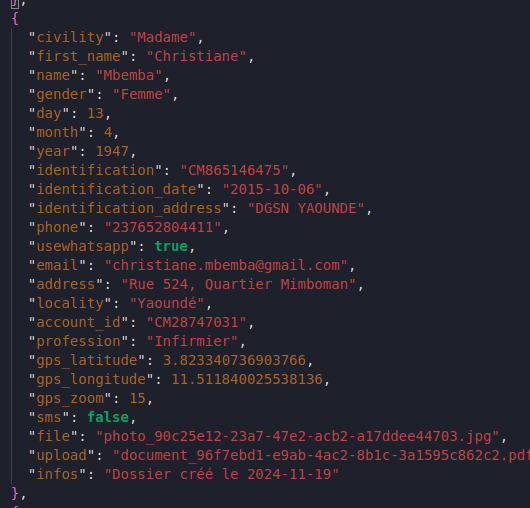 },
{
"civility": "Madame",
"first_name": "Christiane",
"name": "Mbemba",
"gender": "Femme",
"day": 13,
"month": 4,
"year": 1947,
"identification": "CM865146475",
"identification_date": "2015-10-06",
"identification_address": "DGSN YAOUNDE",
"phone": "237652804411",
"usewhatsapp": true,
"email": "christiane.mbemba@gmail.com",
"address": "Rue 524, Quartier Mimboman",
"locality": "Yaoundé",
"account_id": "CM28747031",
"profession": "Infirmier",
"gps_latitude": 3.823340736903766,
"gps_longitude": 11.511840025538136,
"gps_zoom": 15,
"sms": false,
"file": "photo_90c25e12-23a7-47e2-acb2-a17ddee44703.jpg",
"upload": "document_96f7ebd1-e9ab-4ac2-8b1c-3a1595c862c2.pdf
"infos": "Dossier créé le 2024-11-19"
},